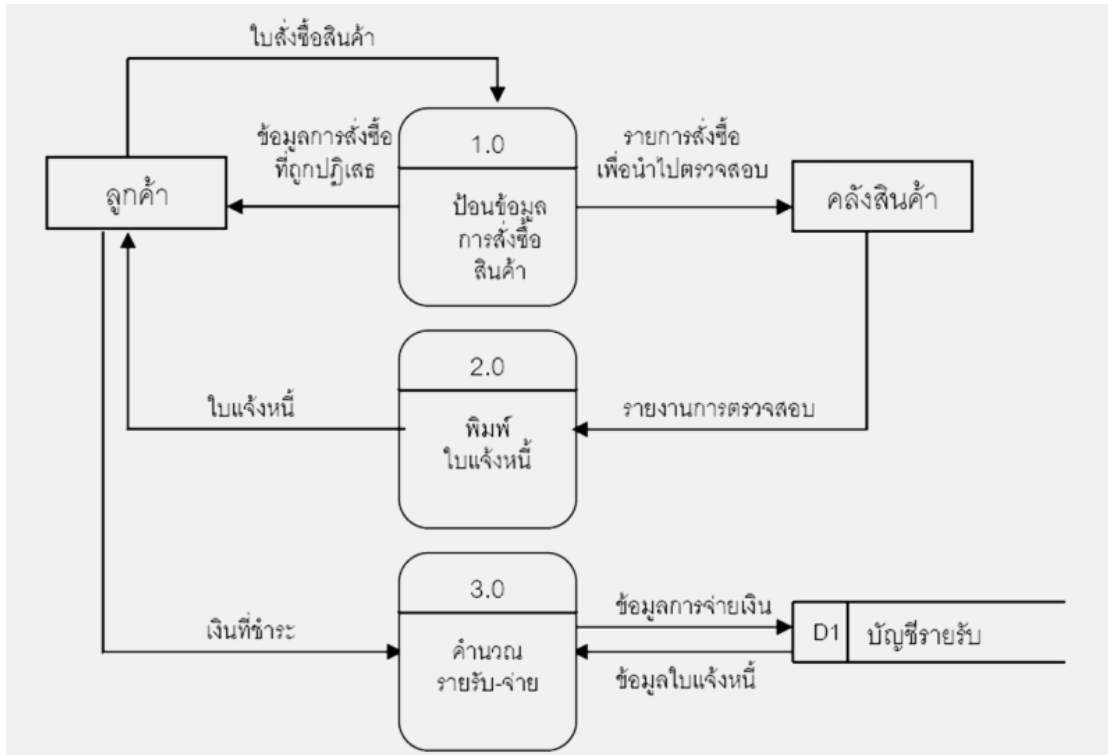 ใบสั่งซื้อสินค้า
ข้อมูลการสั่งซื้อ
ที่ถูกปฏิเสธ
1.0
รายการสั่งซื้อ
เพื่อนำไปตรวจสอบ
ลูกค้า
ป้อนข้อมูล
การสั่งซื้อ
สินค้า
คลังสินค้า
2.0
ใบแจ้งหนี้
พิมพ์
ใบแจ้งหนี้
รายงานการตรวจสอบ
3.0
เงินที่ชำระ
คำนวณ
รายรับ-จ่าย
ข้อมูลการจ่ายเงิน
D1 บัญชีรายรับ
ข้อมูลใบแจ้งหนี้